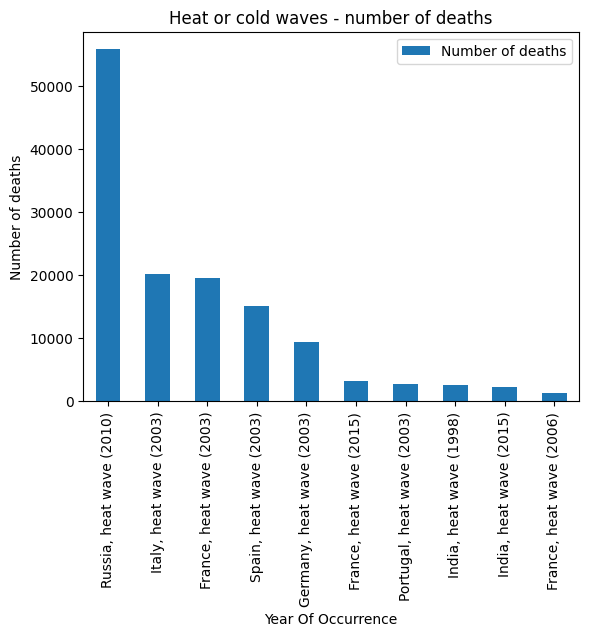 Heat or cold waves - number of deaths
Number of deaths
Number of deaths
50000
40000
30000
20000
10000
0
Russia, heat wave (2010)
Italy, heat wave (2003)
France, heat wave (2003)
Spain, heat wave (2003)
Germany, heat wave (2003)
France, heat wave (2015)
Portugal, heat wave (2003)
India, heat wave (1998)
India, heat wave (2015)
France, heat wave (2006)
Year Of Occurrence